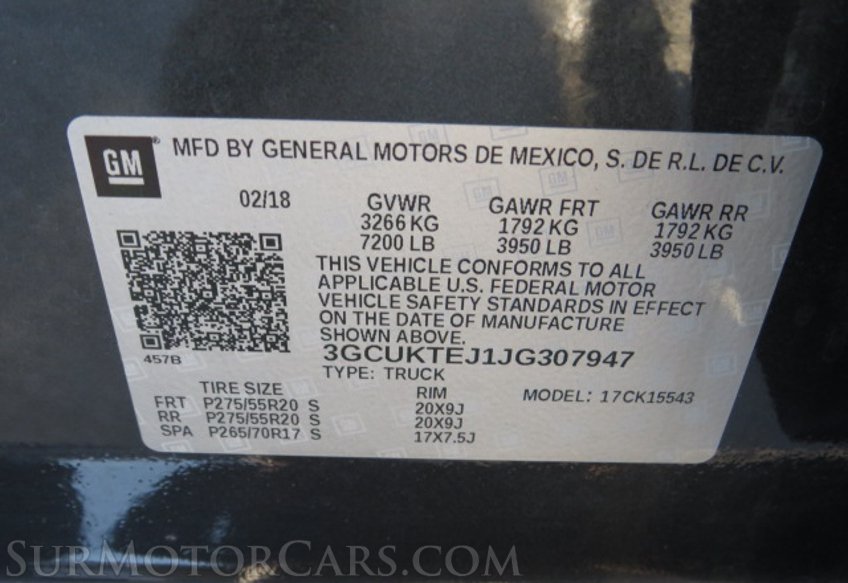 GM MFD BY GENERAL MOTORS DE MEXICO, S. DE R.L. DE C.V.
02/18 GVWR GAWR FRT GAWR RR
3266 KG 1792 KG 1792 KG
7200 LB 3950 LB 3950 LB
THIS VEHICLE CONFORMS TO ALL
APPLICABLE U.S. FEDERAL MOTOR
VEHICLE SAFETY STANDARDS IN EFFECT
ON THE DATE OF MANUFACTURE
SHOWN ABOVE.
457B 3GCUKTEJ1JG307947
TYPE: TRUCK
TIRE SIZE RIM MODEL: 17CK15543
FRT P275/55R20 S 20X9J
RR P275/55R20 S 20X9J
SPA P265/70R17 S 17X7.5J
SurMotorCars.com